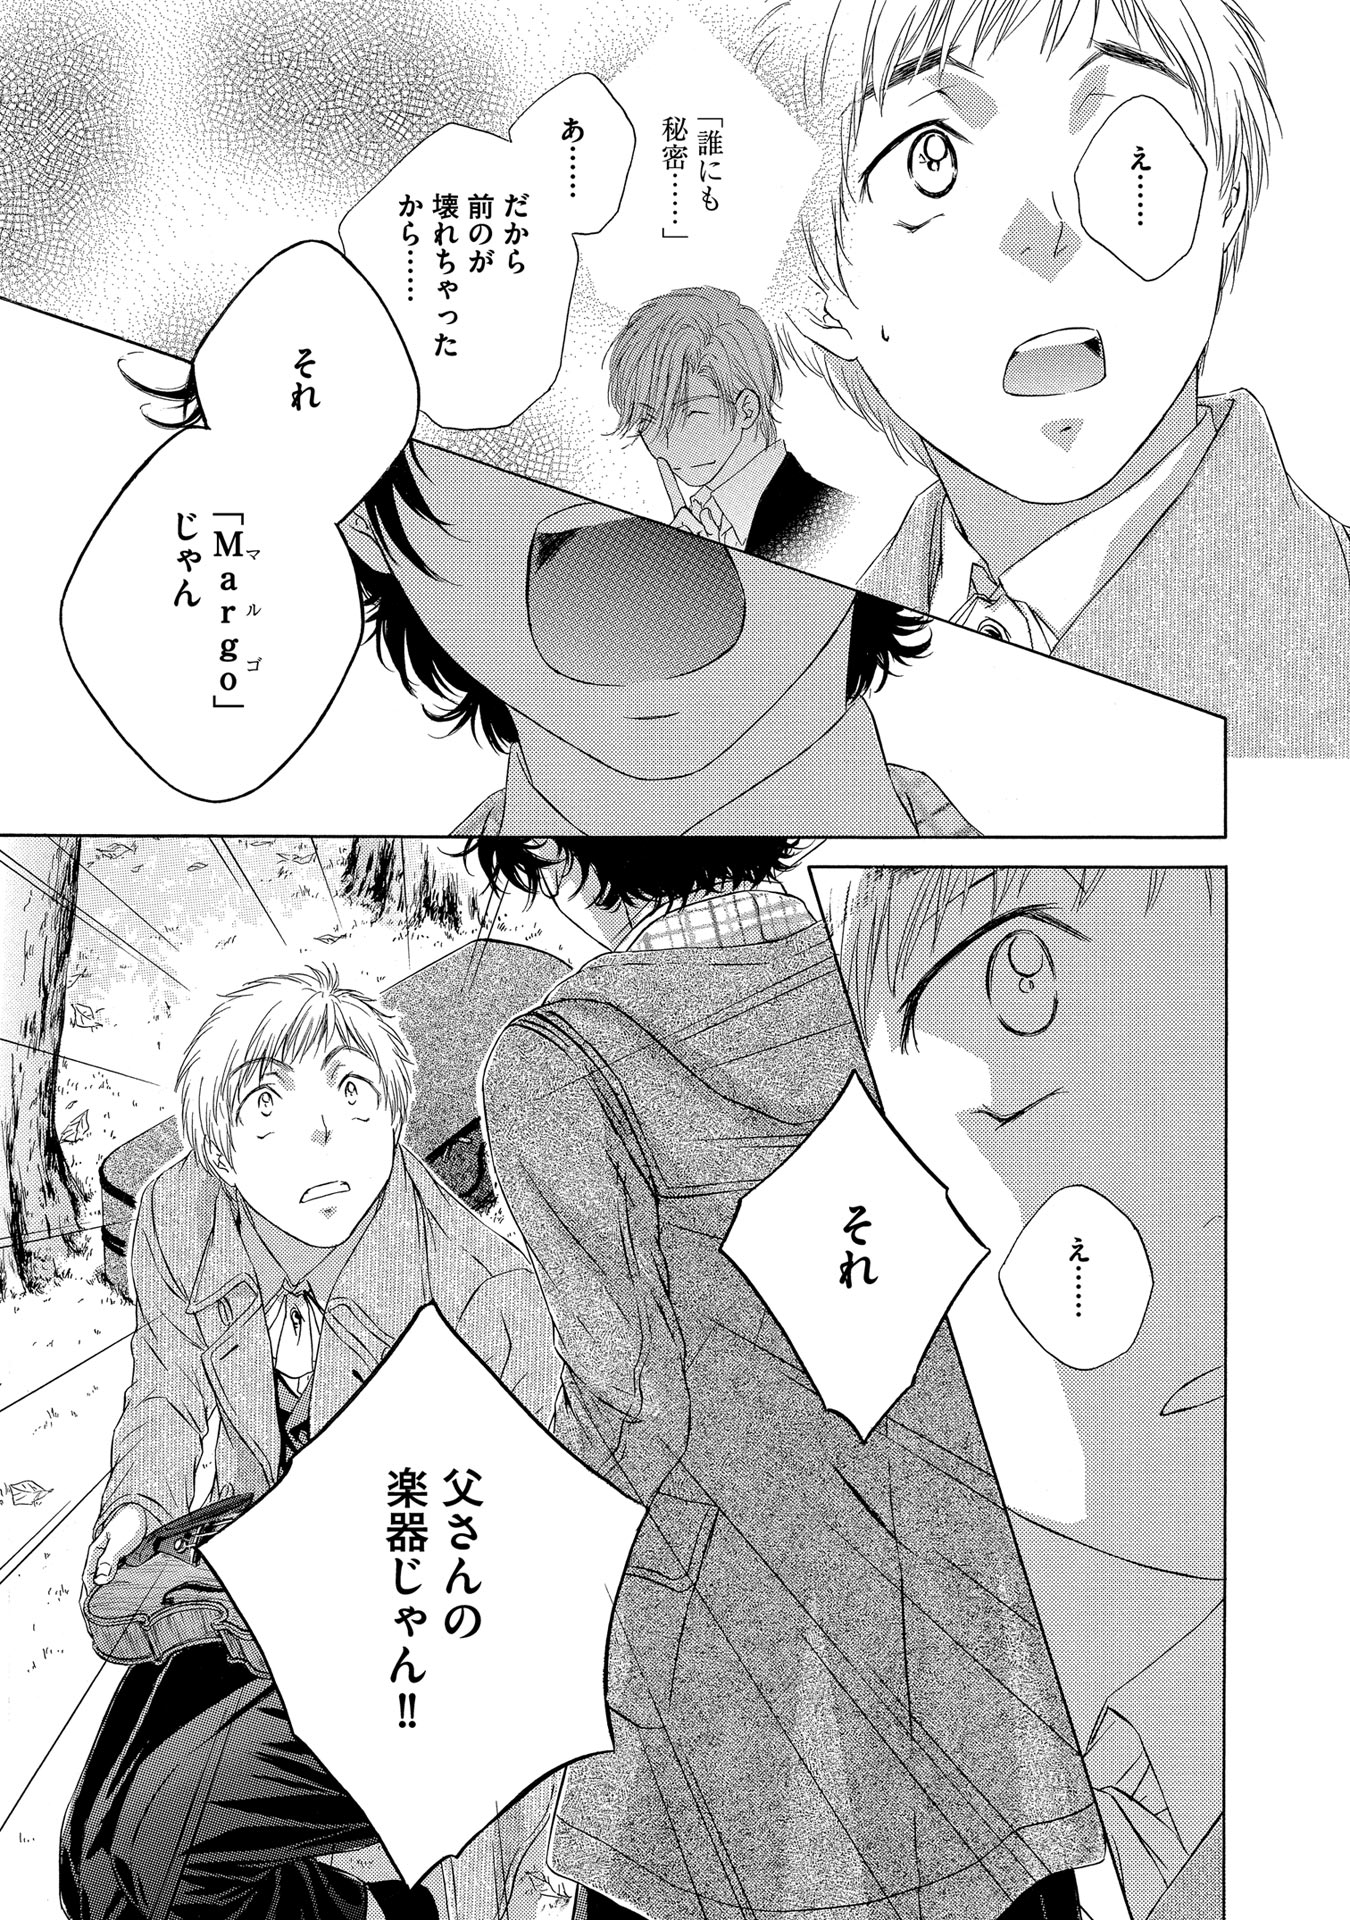 え……
「誰にも
秘密……」
あ……
だから
前のが
壊れちゃった
から……
それ
「Margo」
マルゴ
じゃん
え……
それ
父さんの
楽器じゃん!!